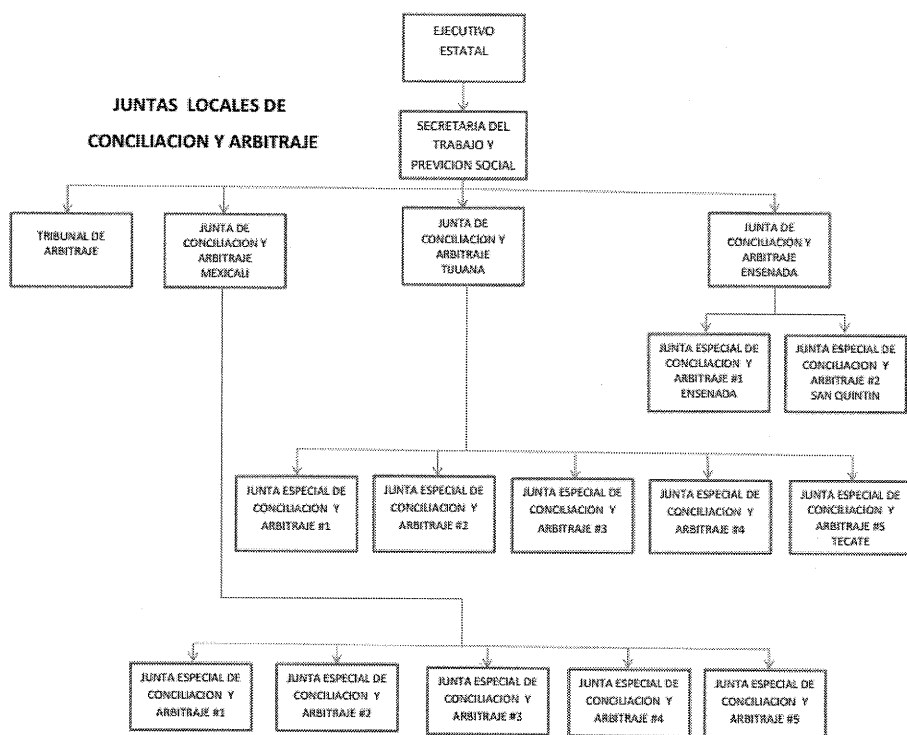 EJECUTIVO
ESTATAL
JUNTAS LOCALES DE
CONCILIACION Y ARBITRAJE
SECRETARIA DEL
TRABAJO Y
PREVICION SOCIAL
TRIBUNAL DE
ARBITRAJE
JUNTA DE
CONCILIACION Y
ARBITRAJE
MEXICALI
JUNTA DE
CONCILIACION Y
ARBITRAJE
TIJUANA
JUNTA DE
CONCILIACION Y
ARBITRAJE
ENSENADA
JUNTA ESPECIAL DE
CONCILIACION Y
ARBITRAJE #1
ENSENADA
JUNTA ESPECIAL DE
CONCILIACION Y
ARBITRAJE #2
SAN QUINTIN
JUNTA ESPECIAL DE
CONCILIACION Y
ARBITRAJE #1
JUNTA ESPECIAL DE
CONCILIACION Y
ARBITRAJE #2
JUNTA ESPECIAL DE
CONCILIACION Y
ARBITRAJE #3
JUNTA ESPECIAL DE
CONCILIACION Y
ARBITRAJE #4
JUNTA ESPECIAL DE
CONCILIACION Y
ARBITRAJE #5
TECATE
JUNTA ESPECIAL DE
CONCILIACION Y
ARBITRAJE #1
JUNTA ESPECIAL DE
CONCILIACION Y
ARBITRAJE #2
JUNTA ESPECIAL DE
CONCILIACION Y
ARBITRAJE #3
JUNTA ESPECIAL DE
CONCILIACION Y
ARBITRAJE #4
JUNTA ESPECIAL DE
CONCILIACION Y
ARBITRAJE #5